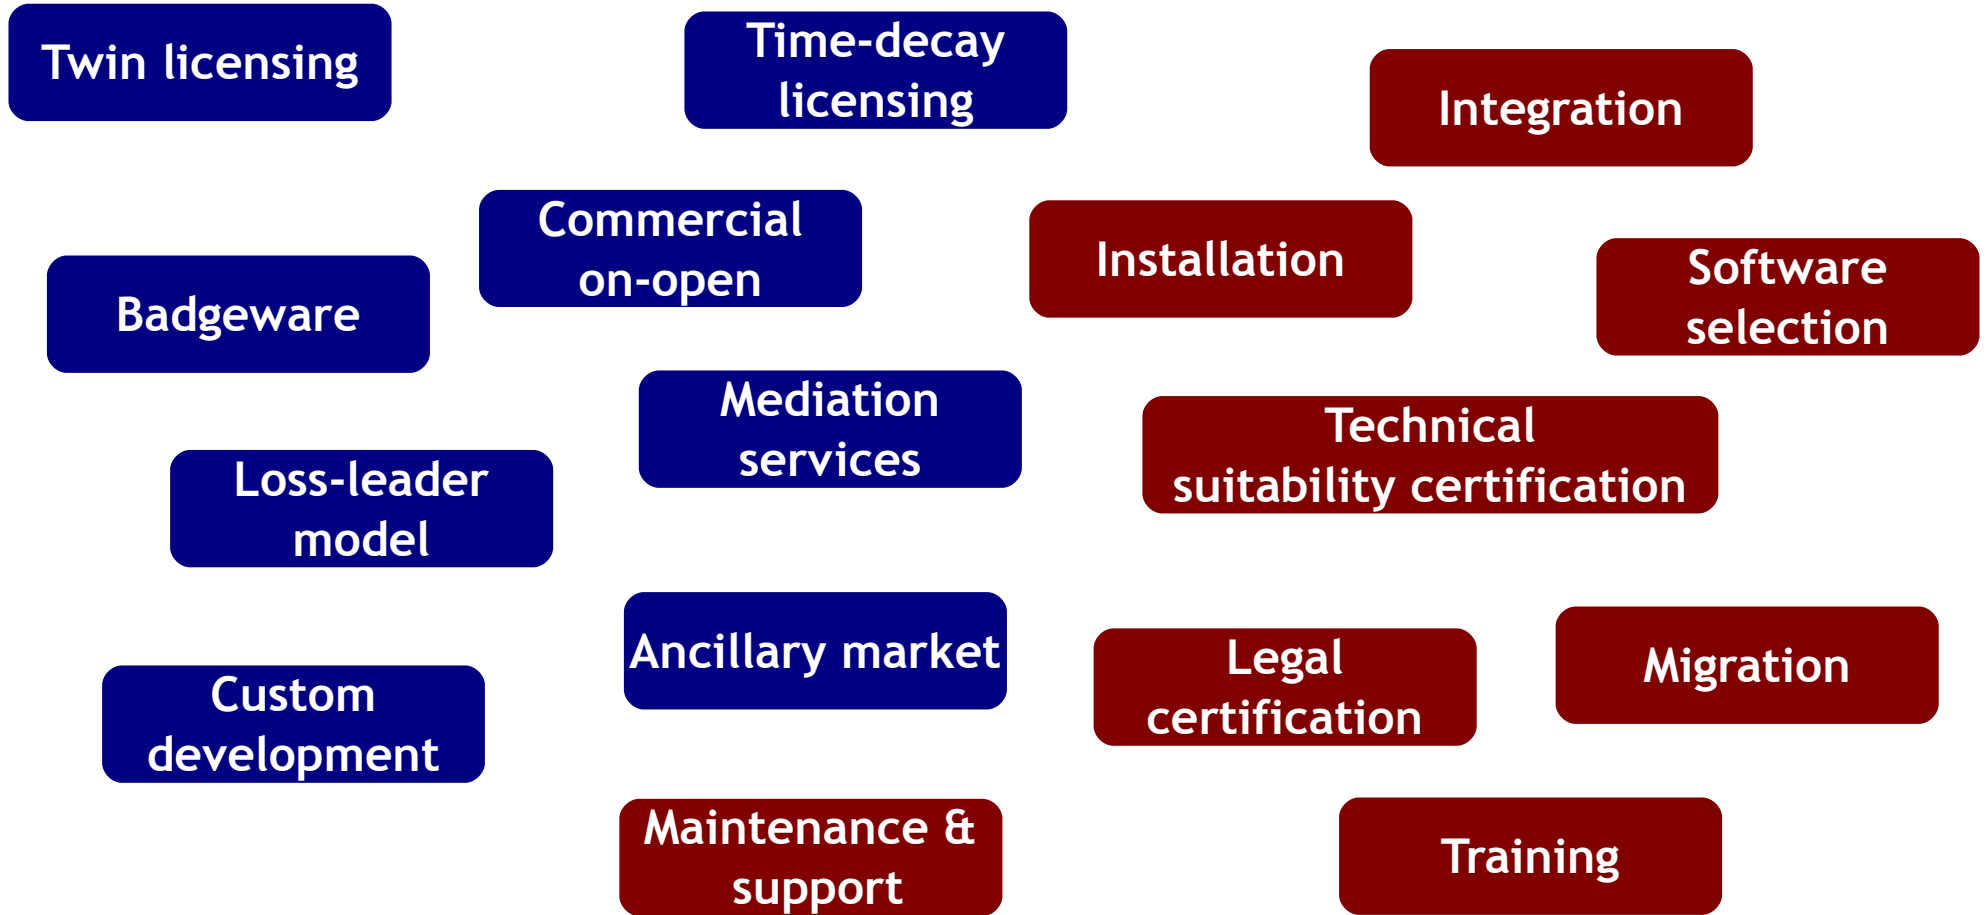 Twin licensing
Time-decay
licensing
Integration
Commercial
on-open
Installation
Software
selection
Badgeware
Mediation
services
Technical
suitability certification
Loss-leader
model
Ancillary market
Legal
certification
Migration
Custom
development
Maintenance &
support
Training